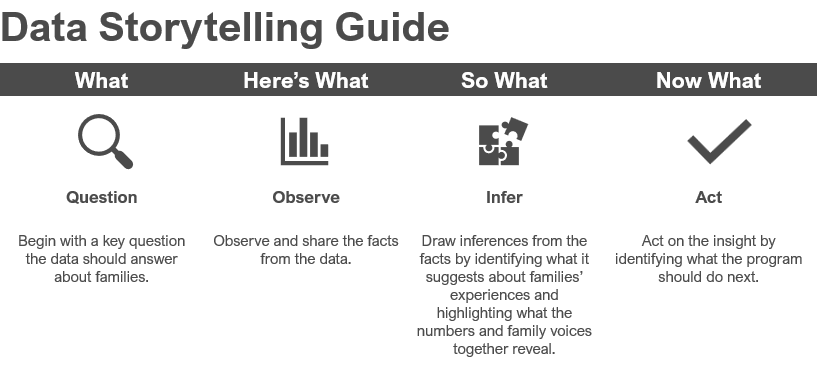 Data Storytelling Guide
What
Here's What
So What
Now What
Question
Observe
Infer
Act
Begin with a key question
the data should answer
about families.
Observe and share the facts
from the data.
Draw inferences from the
facts by identifying what it
suggests about families'
experiences and
highlighting what the
numbers and family voices
together reveal.
Act on the insight by
identifying what the program
should do next.